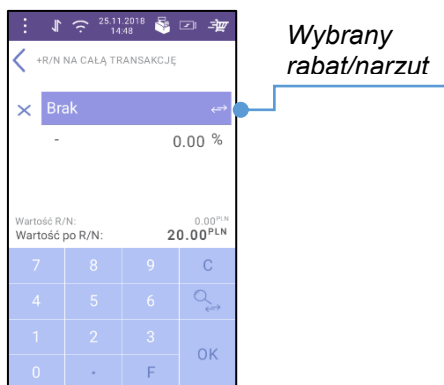 25.11.2018
14:48
+R/N NA CAŁĄ TRANSAKCJĘ
Brak
- 0.00 %
Wartość R/N: 0.00PLN
Wartość po R/N: 20.00PLN
7 8 9 C
4 5 6
1 2 3
OK
0 . F
Wybrany
rabat/narzut